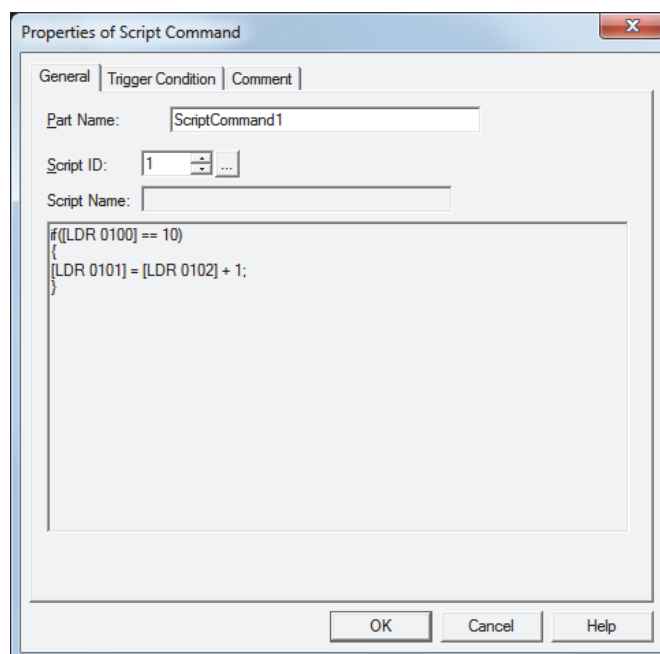 Properties of Script Command
General Trigger Condition Comment
Part Name: ScriptCommand1
Script ID: 1 ...
Script Name:
if([LDR 0100] == 10)
{
[LDR 0101] = [LDR 0102] + 1;
}
OK Cancel Help